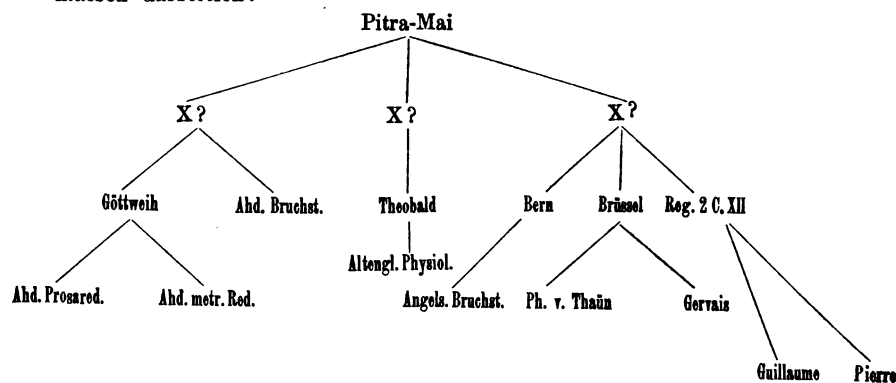 Pitra-Mai
X?
X?
X?
Göttweih
Ahd. Bruchst.
Theobald
Bern
Brüssel
Reg. 2 C. XII
Altengl. Physiol.
Ahd. Prosared.
Ahd. metr. Red.
Angels. Bruchst.
Ph. v. Thaün
Gervais
Guillaume
Pierre